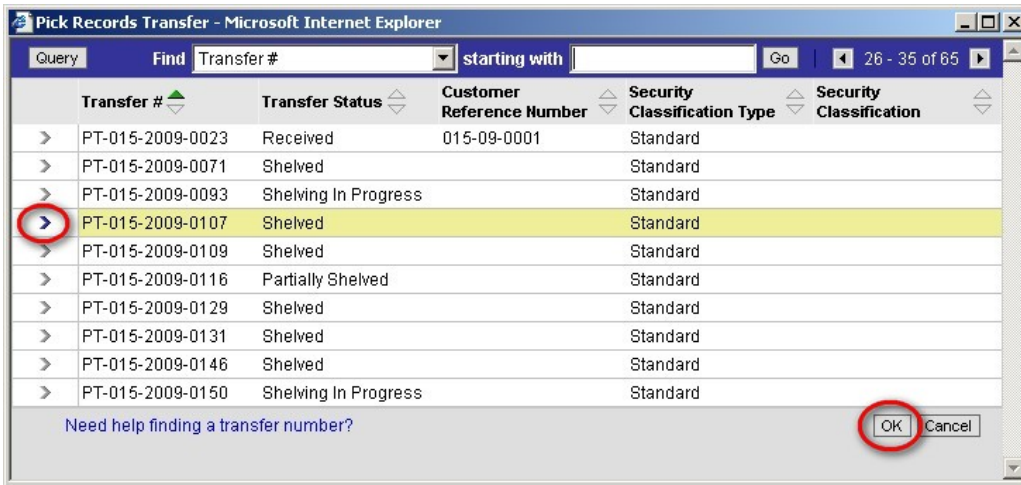 Pick Records Transfer - Microsoft Internet Explorer
Query Find Transfer # starting with Go 26 - 35 of 65
Transfer # Transfer Status Customer Reference Number Security Classification Type Security Classification
PT-015-2009-0023 Received 015-09-0001 Standard
PT-015-2009-0071 Shelved Standard
PT-015-2009-0093 Shelving In Progress Standard
PT-015-2009-0107 Shelved Standard
PT-015-2009-0109 Shelved Standard
PT-015-2009-0116 Partially Shelved Standard
PT-015-2009-0129 Shelved Standard
PT-015-2009-0131 Shelved Standard
PT-015-2009-0146 Shelved Standard
PT-015-2009-0150 Shelving In Progress Standard
Need help finding a transfer number? OK Cancel